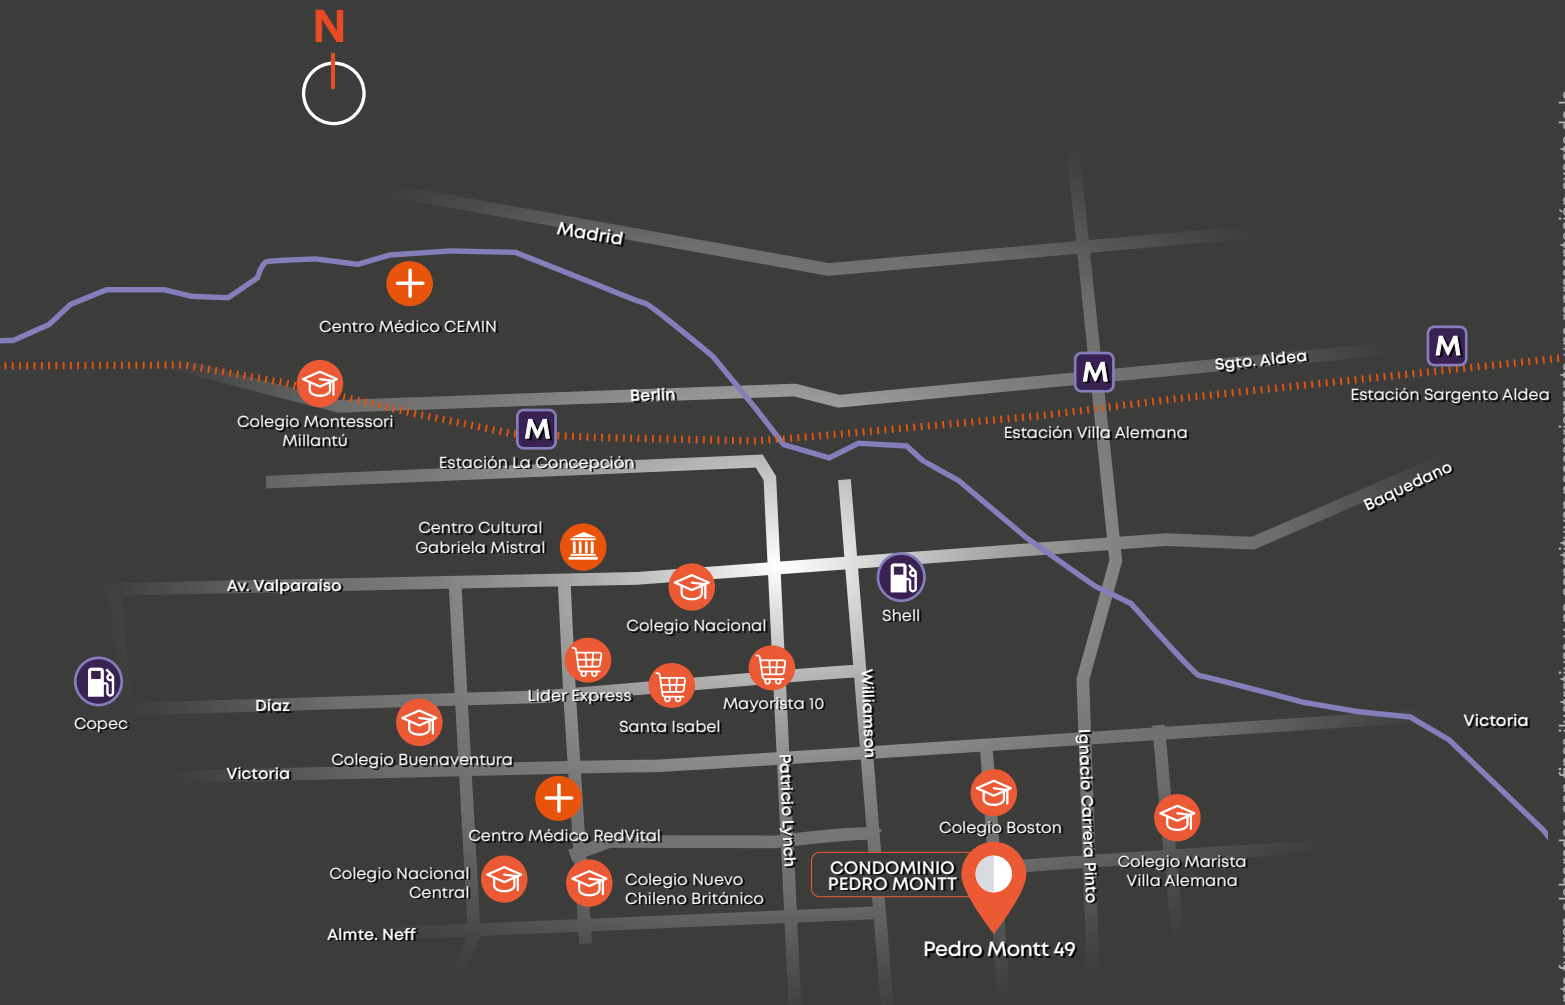 N
Madrid
Centro Médico CEMIN
Sgto. Aldea
M
M
Estación Sargento Aldea
Berlín
Colegio Montessori
Millantú
M
Estación Villa Alemana
Estación La Concepción
Baquedano
Centro Cultural
Gabriela Mistral
Av. Valparaíso
Colegio Nacional
Shell
Lider Express
Mayorista 10
Díaz
Santa Isabel
Copec
Williamson
Victoria
Colegio Buenaventura
Victoria
Patricio Lynch
Ignacio Carrera Pinto
Colegio Boston
Centro Médico RedVital
Colegio Marista
Villa Alemana
CONDOMINIO
PEDRO MONTT
Colegio Nacional
Central
Colegio Nuevo
Chileno Británico
Almte. Neff
Pedro Montt 49